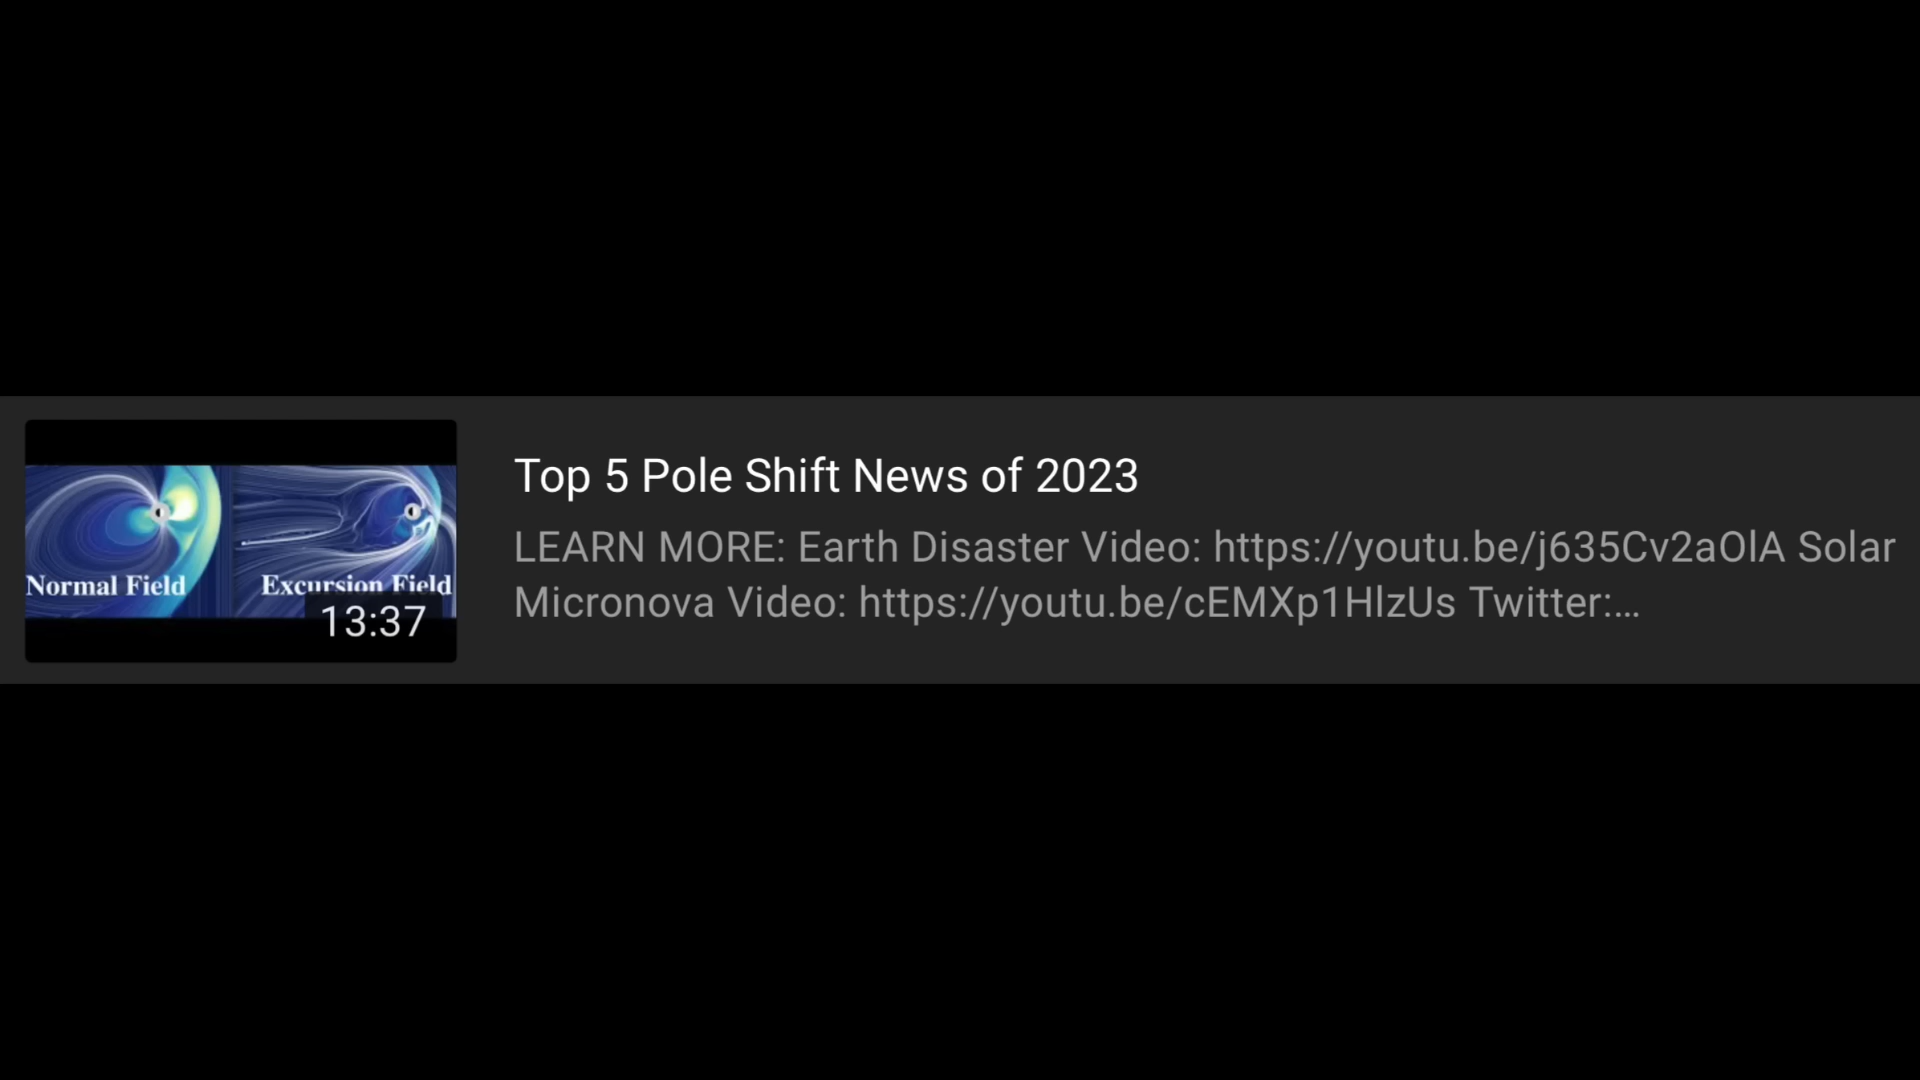 Normal Field
Excursion Field
13:37
Top 5 Pole Shift News of 2023
LEARN MORE: Earth Disaster Video: https://youtu.be/j635Cv2aOlA Solar
Micronova Video: https://youtu.be/cEMXp1HlzUs Twitter:...